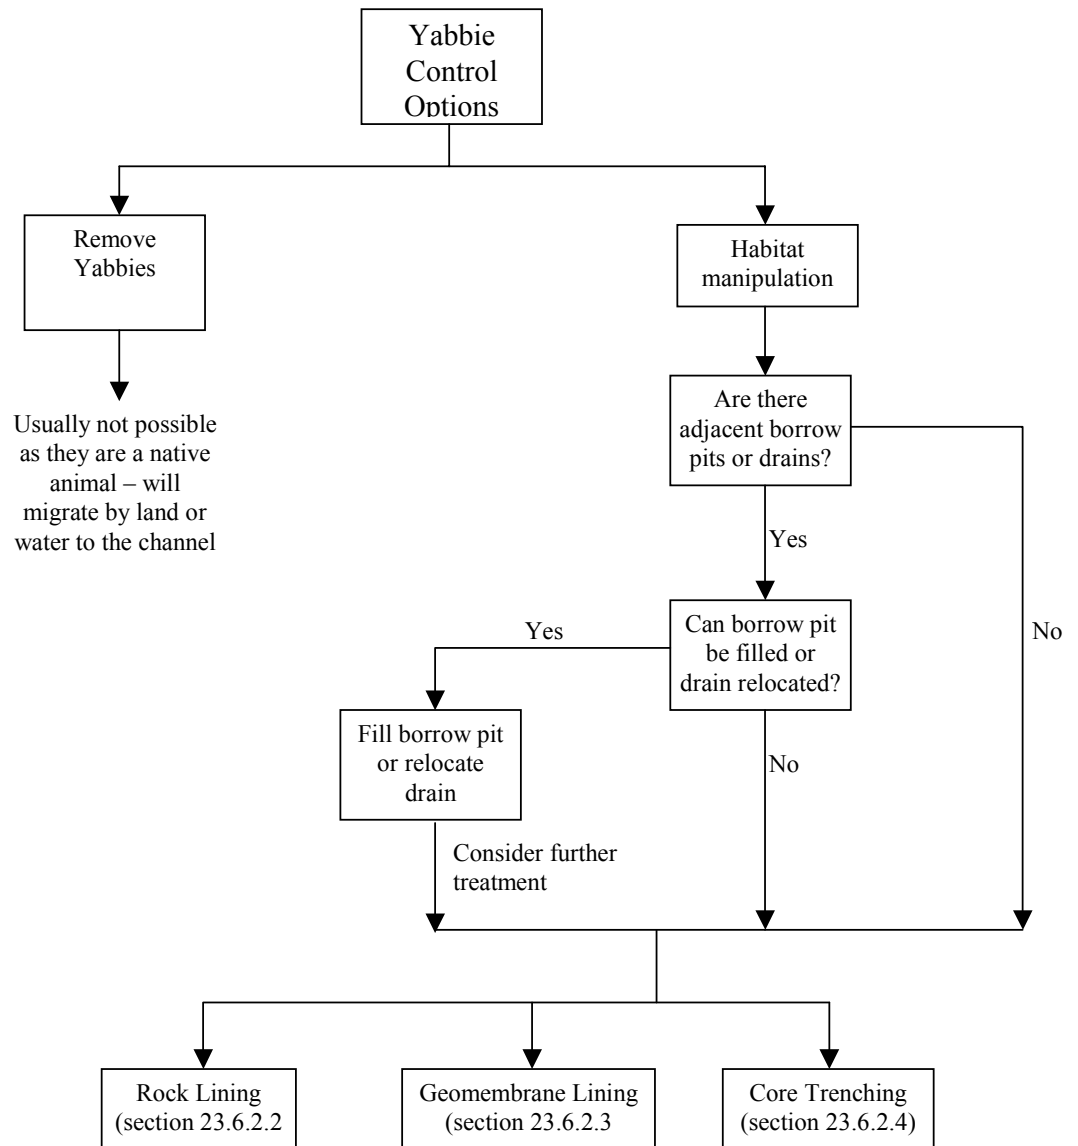 Yabbie
Control
Options
Remove
Yabbies
Usually not possible
as they are a native
animal – will
migrate by land or
water to the channel
Habitat
manipulation
Are there
adjacent borrow
pits or drains?
Yes
No
Can borrow pit
be filled or
drain relocated?
Yes
No
Fill borrow pit
or relocate
drain
Consider further
treatment
Rock Lining
(section 23.6.2.2
Geomembrane Lining
(section 23.6.2.3
Core Trenching
(section 23.6.2.4)